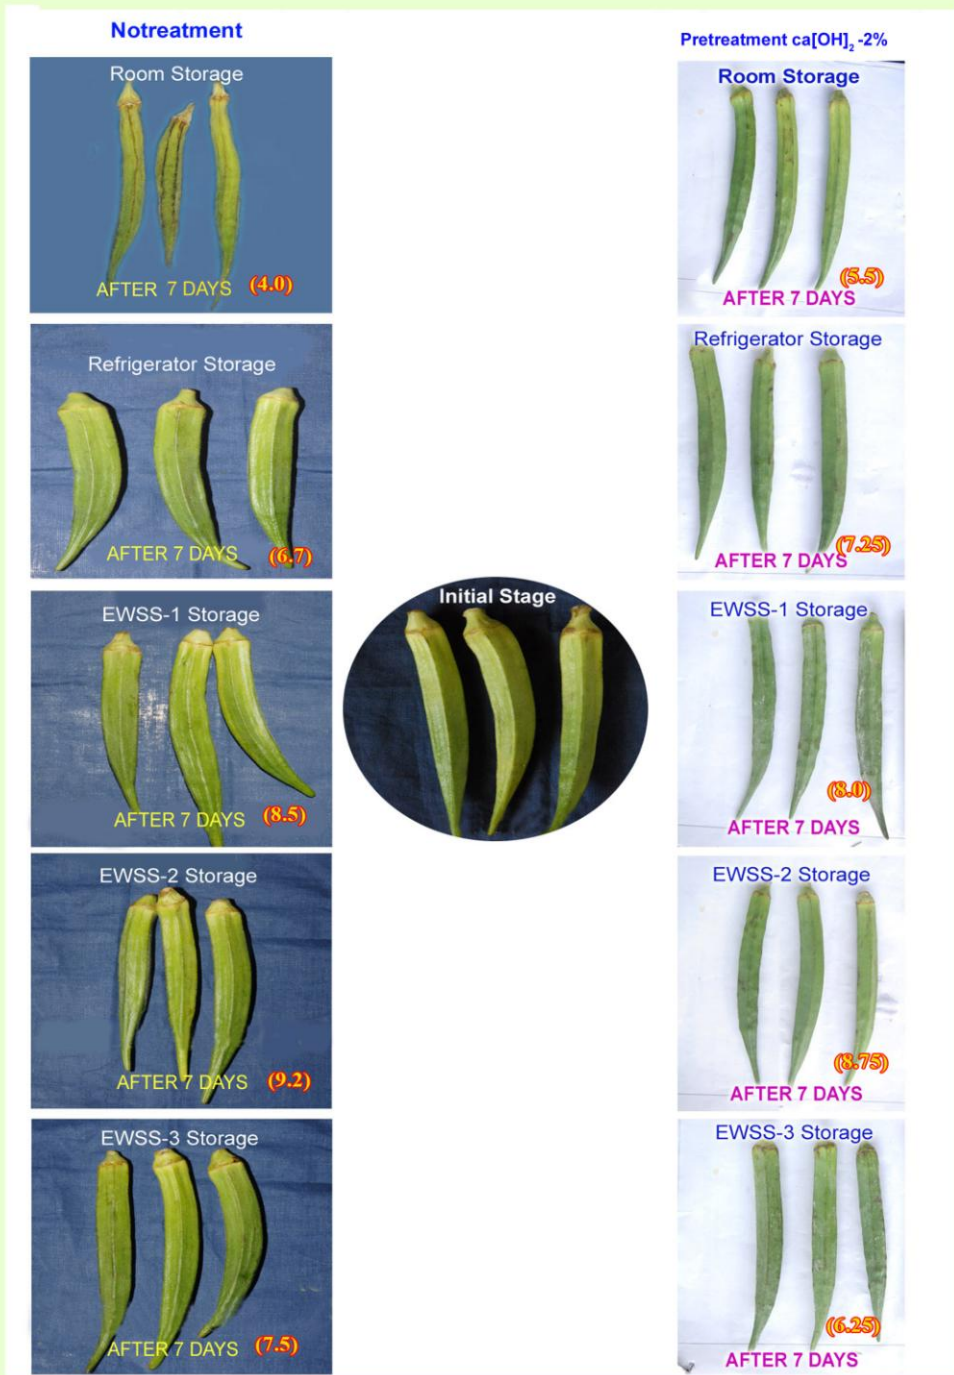 Notreatment
Room Storage
AFTER 7 DAYS (4.0)
Refrigerator Storage
AFTER 7 DAYS (6.7)
EWSS-1 Storage
AFTER 7 DAYS (8.5)
EWSS-2 Storage
AFTER 7 DAYS (9.2)
EWSS-3 Storage
AFTER 7 DAYS (7.5)
Initial Stage
Pretreatment ca[OH]₂ -2%
Room Storage
(5.5)
AFTER 7 DAYS
Refrigerator Storage
(7.25)
AFTER 7 DAYS
EWSS-1 Storage
(8.0)
AFTER 7 DAYS
EWSS-2 Storage
(8.75)
AFTER 7 DAYS
EWSS-3 Storage
(6.25)
AFTER 7 DAYS